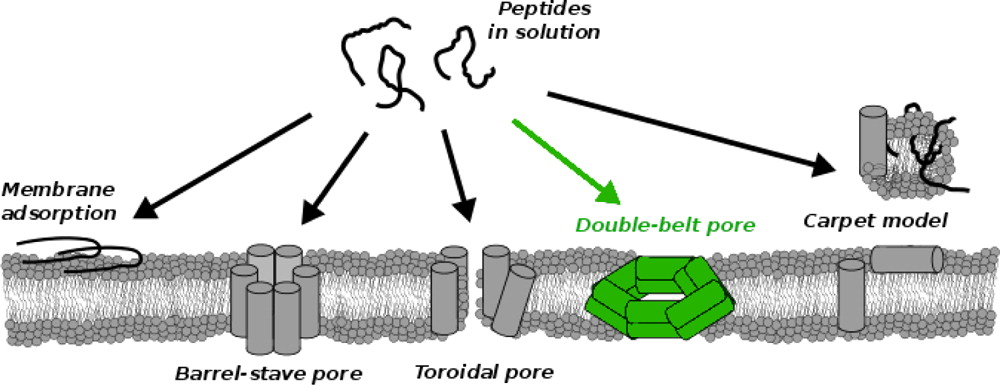 Peptides
in solution
Membrane
adsorption
Double-belt pore
Carpet model
Barrel-stave pore
Toroidal pore